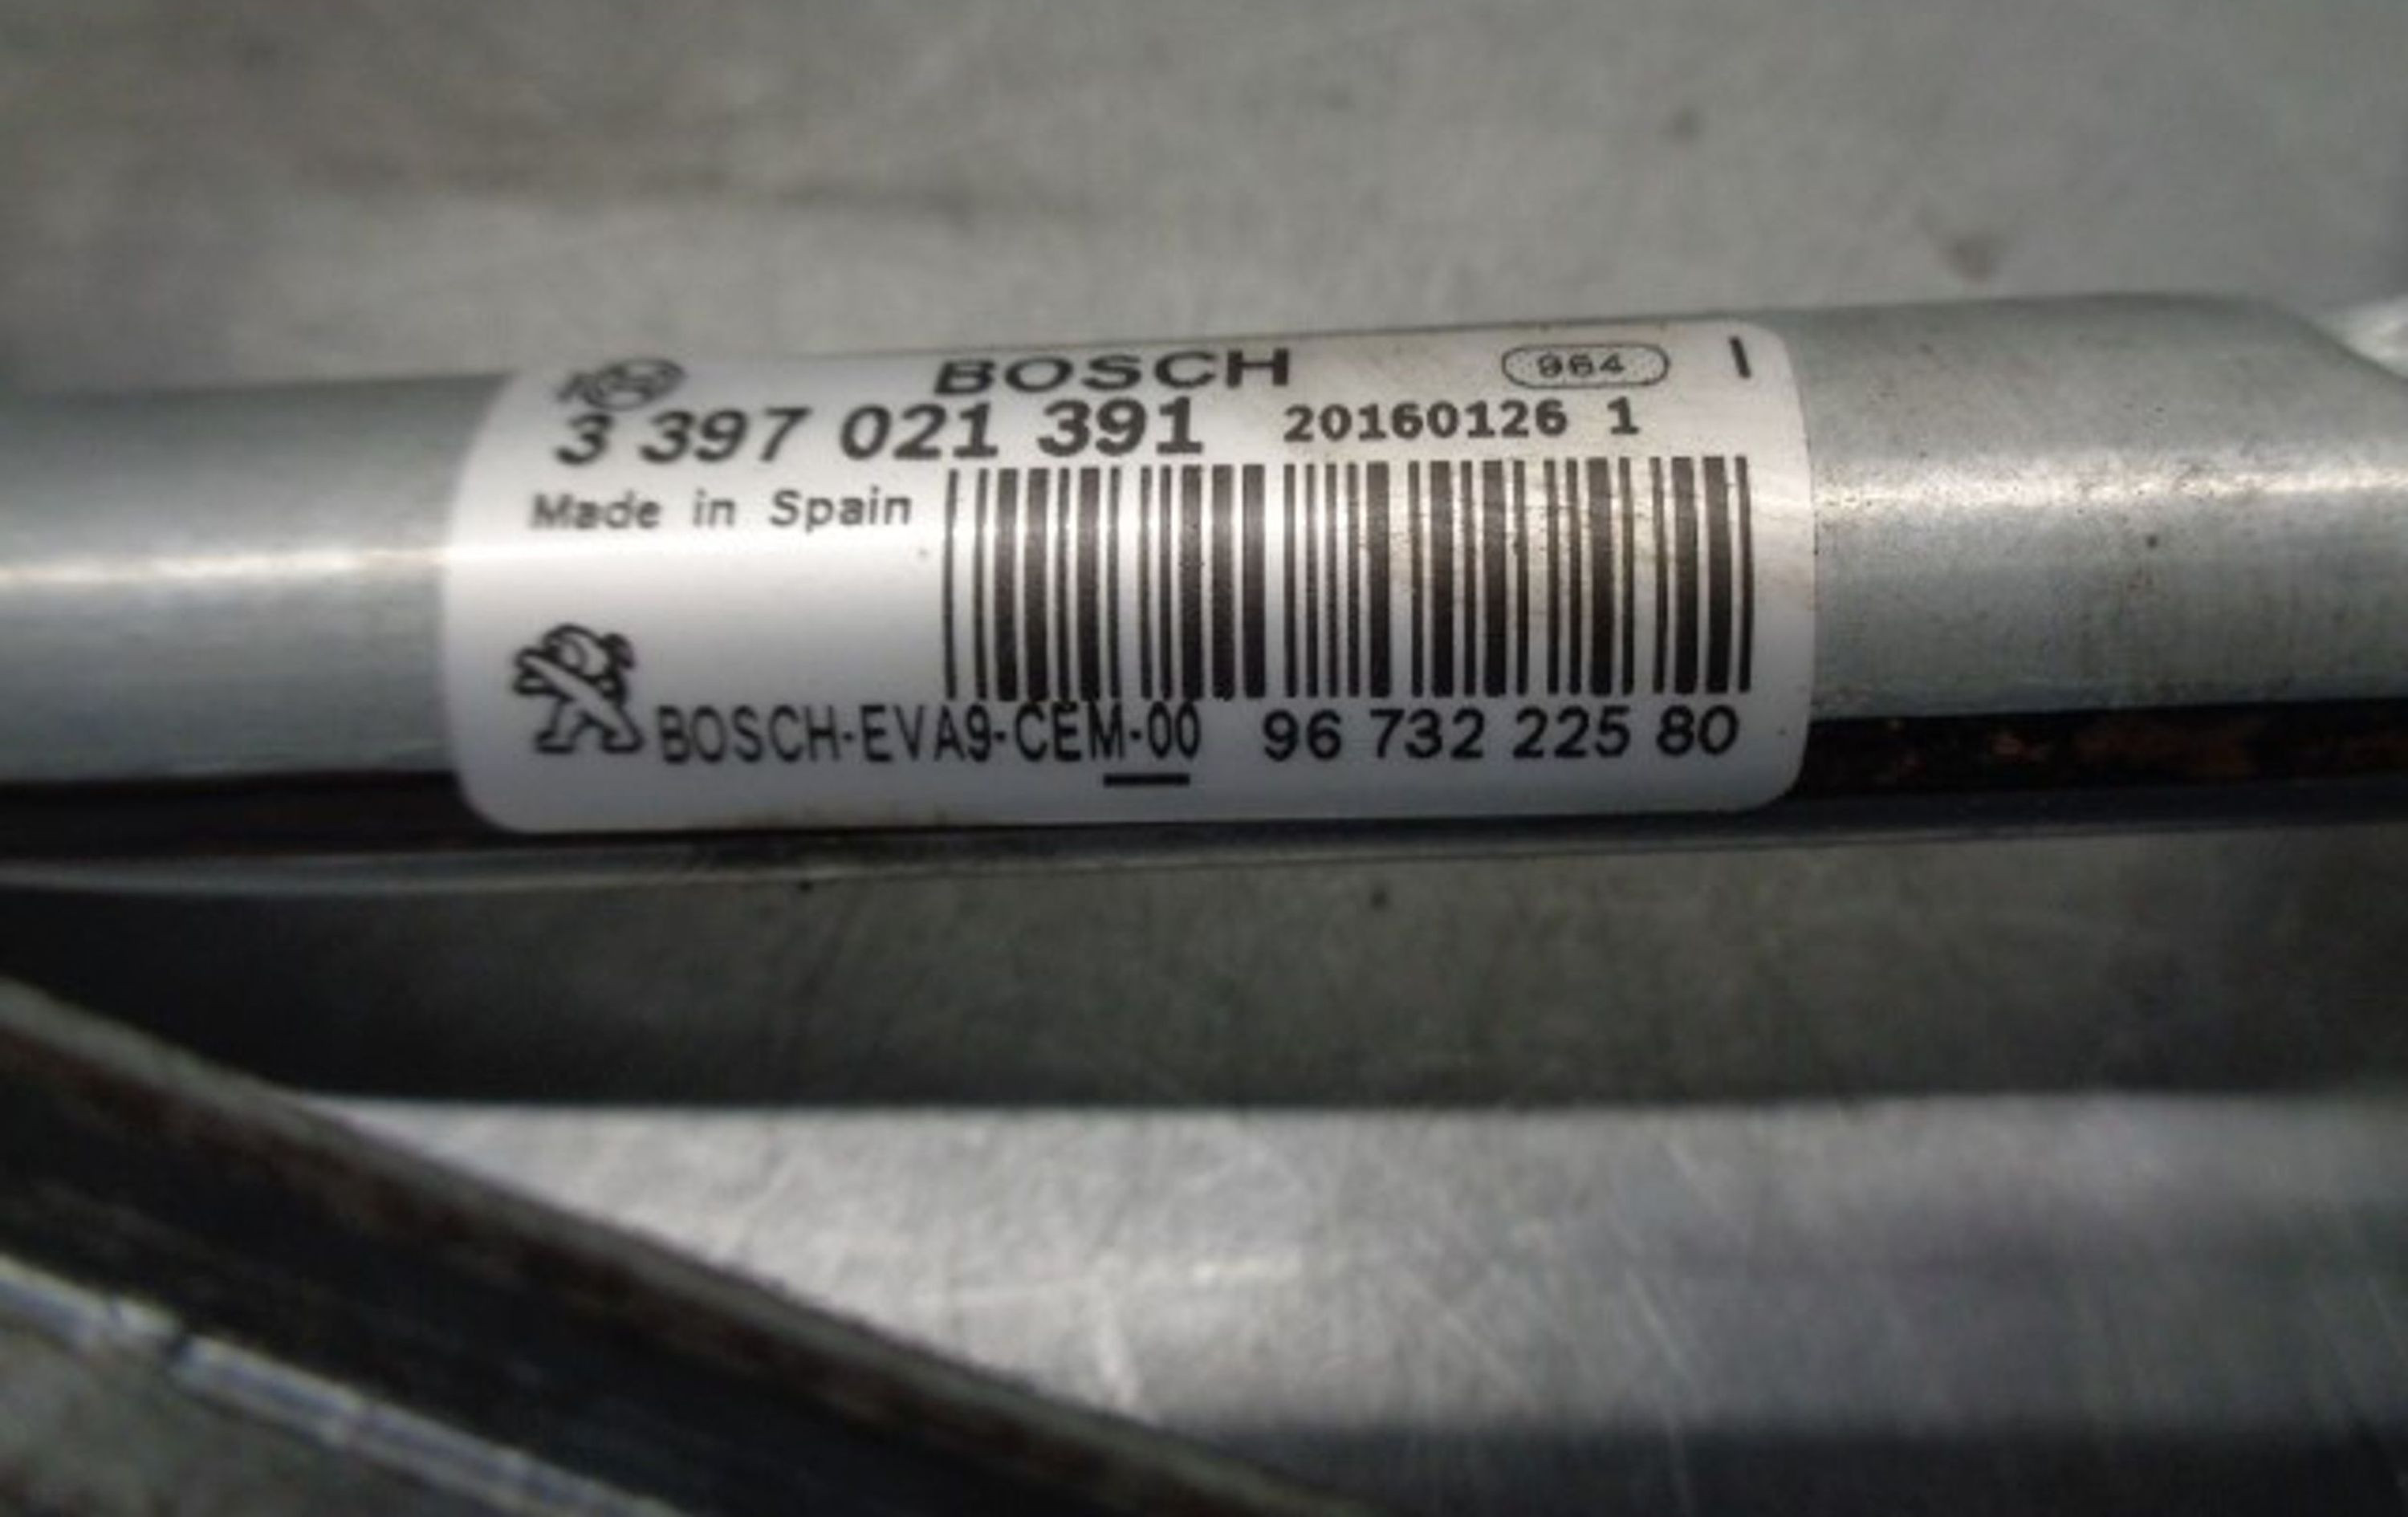 BOSCH 964 I
3 397 021 391 20160126 1
Made in Spain
BOSCH-EVA9-CEM-00 96 732 225 80